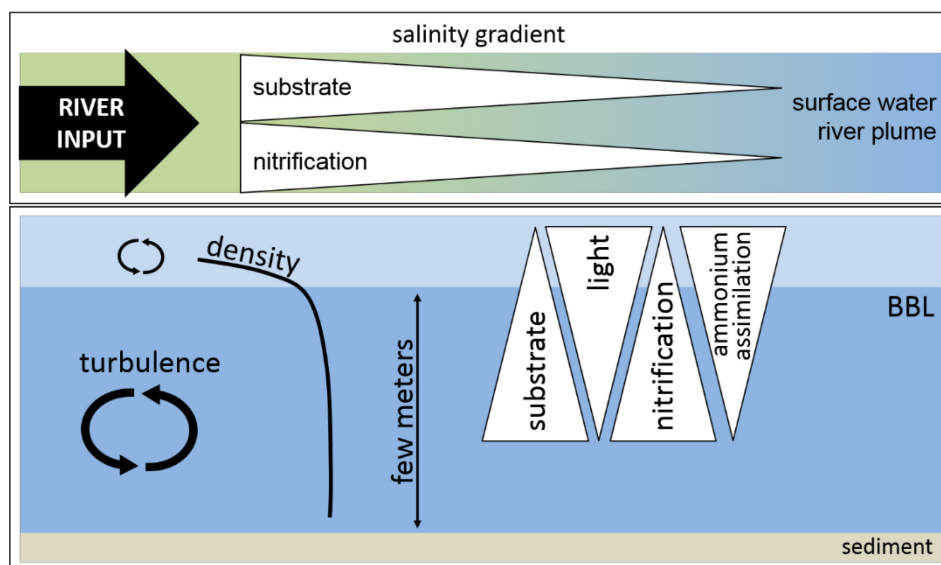 salinity gradient
RIVER
INPUT
substrate
nitrification
surface water
river plume
density
turbulence
few meters
substrate
light
nitrification
ammonium
assimilation
BBL
sediment